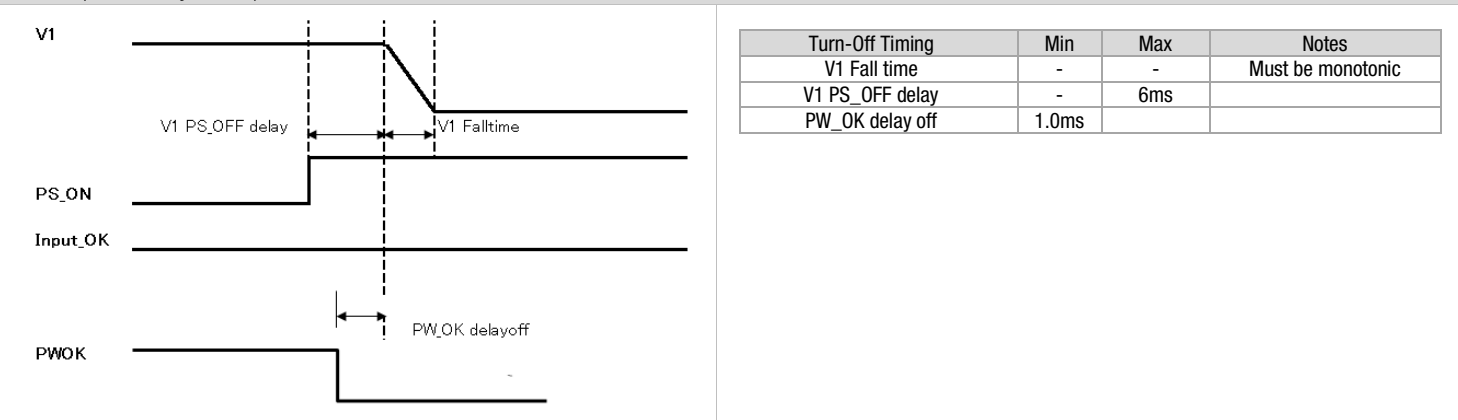 V1
V1 PS_OFF delay
V1 Falltime
PS_ON
Input_OK
PW_OK delayoff
PWOK
Turn-Off Timing Min Max Notes
V1 Fall time - - Must be monotonic
V1 PS_OFF delay - 6ms
PW_OK delay off 1.0ms